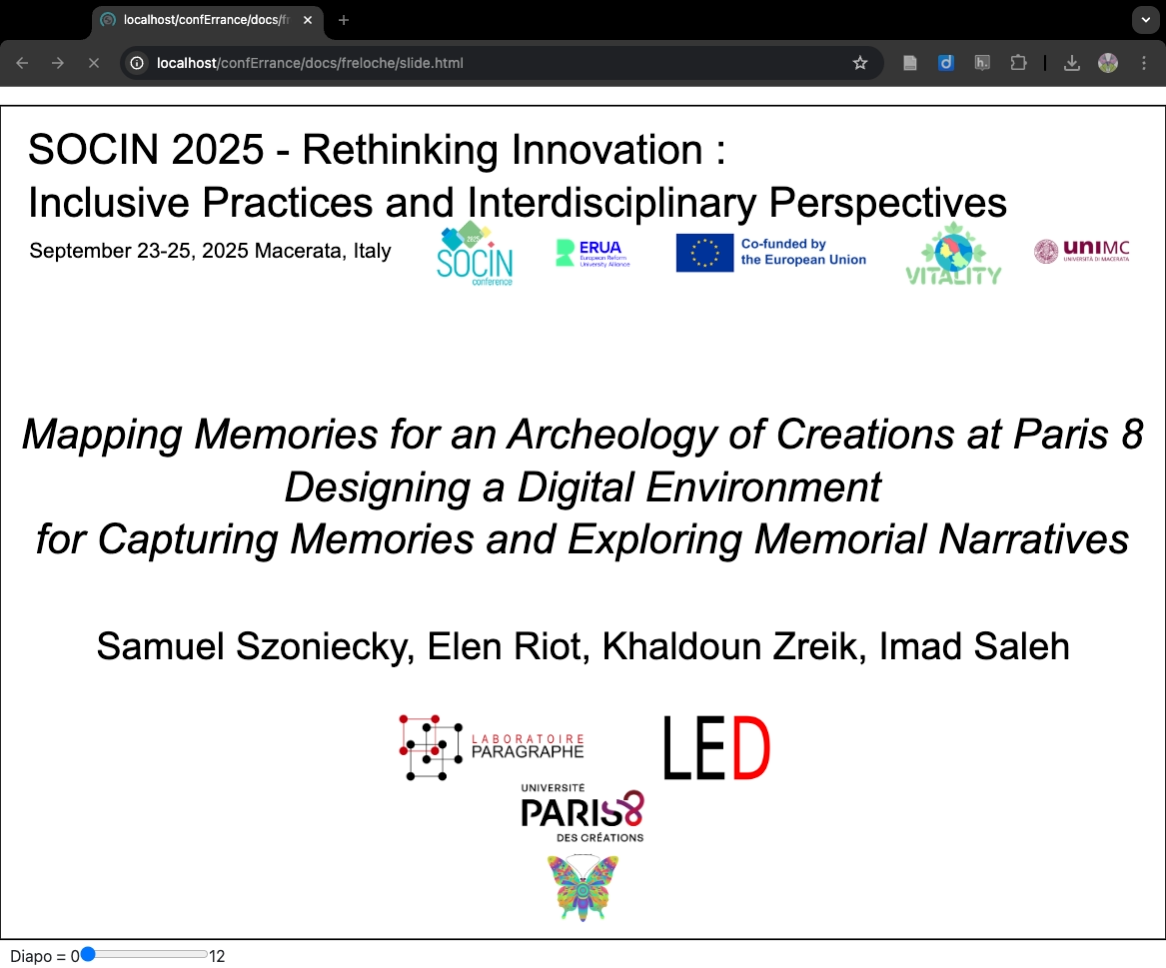 localhost/confErrance/docs/fr
localhost/confErrance/docs/freloche/slide.html
d
h.
SOCIN 2025 - Rethinking Innovation :
Inclusive Practices and Interdisciplinary Perspectives
September 23-25, 2025 Macerata, Italy
2025
SOCIN
conference
ERUA
European Reform
University Alliance
Co-funded by
the European Union
VITALITY
unIMC
UNIVERSITÀ DI MACERATA
Mapping Memories for an Archeology of Creations at Paris 8
Designing a Digital Environment
for Capturing Memories and Exploring Memorial Narratives
Samuel Szoniecky, Elen Riot, Khaldoun Zreik, Imad Saleh
LABORATOIRE
PARAGRAPHE
LED
UNIVERSITÉ
PARIS8
DES CRÉATIONS
Diapo = 0 12